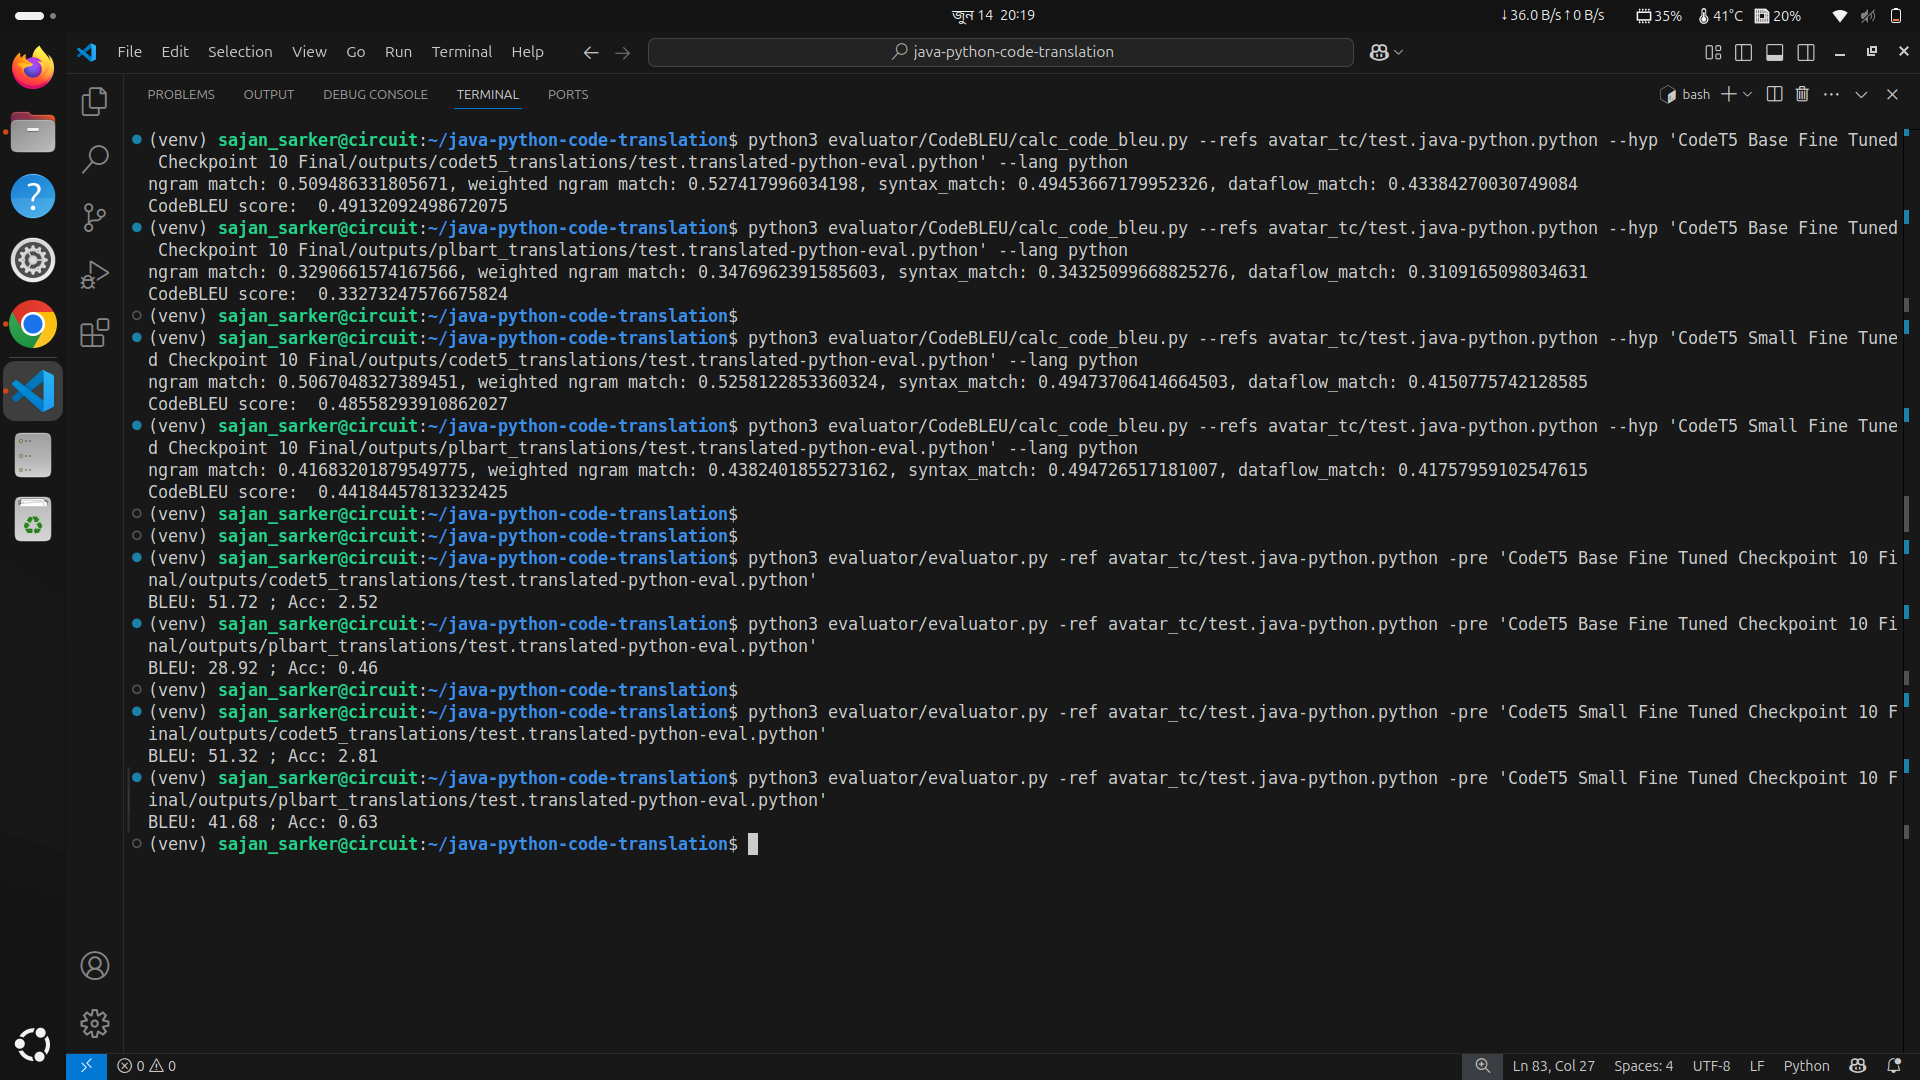 জুন 14 20:19
↓36.0 B/s↑0 B/s 35% 41°C 20%
File Edit Selection View Go Run Terminal Help
java-python-code-translation
PROBLEMS OUTPUT DEBUG CONSOLE TERMINAL PORTS
bash
(venv) sajan_sarker@circuit:~/java-python-code-translation$ python3 evaluator/CodeBLEU/calc_code_bleu.py --refs avatar_tc/test.java-python.python --hyp 'CodeT5 Base Fine Tuned
Checkpoint 10 Final/outputs/codet5_translations/test.translated-python-eval.python' --lang python
ngram match: 0.509486331805671, weighted ngram match: 0.527417996034198, syntax_match: 0.49453667179952326, dataflow_match: 0.43384270030749084
CodeBLEU score:  0.49132092498672075
(venv) sajan_sarker@circuit:~/java-python-code-translation$ python3 evaluator/CodeBLEU/calc_code_bleu.py --refs avatar_tc/test.java-python.python --hyp 'CodeT5 Base Fine Tuned
Checkpoint 10 Final/outputs/plbart_translations/test.translated-python-eval.python' --lang python
ngram match: 0.3290661574167566, weighted ngram match: 0.3476962391585603, syntax_match: 0.34325099668825276, dataflow_match: 0.3109165098034631
CodeBLEU score:  0.33273247576675824
(venv) sajan_sarker@circuit:~/java-python-code-translation$
(venv) sajan_sarker@circuit:~/java-python-code-translation$ python3 evaluator/CodeBLEU/calc_code_bleu.py --refs avatar_tc/test.java-python.python --hyp 'CodeT5 Small Fine Tune
d Checkpoint 10 Final/outputs/codet5_translations/test.translated-python-eval.python' --lang python
ngram match: 0.5067048327389451, weighted ngram match: 0.5258122853360324, syntax_match: 0.49473706414664503, dataflow_match: 0.4150775742128585
CodeBLEU score:  0.48558293910862027
(venv) sajan_sarker@circuit:~/java-python-code-translation$ python3 evaluator/CodeBLEU/calc_code_bleu.py --refs avatar_tc/test.java-python.python --hyp 'CodeT5 Small Fine Tune
d Checkpoint 10 Final/outputs/plbart_translations/test.translated-python-eval.python' --lang python
ngram match: 0.41683201879549775, weighted ngram match: 0.4382401855273162, syntax_match: 0.494726517181007, dataflow_match: 0.41757959102547615
CodeBLEU score:  0.44184457813232425
(venv) sajan_sarker@circuit:~/java-python-code-translation$
(venv) sajan_sarker@circuit:~/java-python-code-translation$
(venv) sajan_sarker@circuit:~/java-python-code-translation$ python3 evaluator/evaluator.py -ref avatar_tc/test.java-python.python -pre 'CodeT5 Base Fine Tuned Checkpoint 10 Fi
nal/outputs/codet5_translations/test.translated-python-eval.python'
BLEU: 51.72 ; Acc: 2.52
(venv) sajan_sarker@circuit:~/java-python-code-translation$ python3 evaluator/evaluator.py -ref avatar_tc/test.java-python.python -pre 'CodeT5 Base Fine Tuned Checkpoint 10 Fi
nal/outputs/plbart_translations/test.translated-python-eval.python'
BLEU: 28.92 ; Acc: 0.46
(venv) sajan_sarker@circuit:~/java-python-code-translation$
(venv) sajan_sarker@circuit:~/java-python-code-translation$ python3 evaluator/evaluator.py -ref avatar_tc/test.java-python.python -pre 'CodeT5 Small Fine Tuned Checkpoint 10 F
inal/outputs/codet5_translations/test.translated-python-eval.python'
BLEU: 51.32 ; Acc: 2.81
(venv) sajan_sarker@circuit:~/java-python-code-translation$ python3 evaluator/evaluator.py -ref avatar_tc/test.java-python.python -pre 'CodeT5 Small Fine Tuned Checkpoint 10 F
inal/outputs/plbart_translations/test.translated-python-eval.python'
BLEU: 41.68 ; Acc: 0.63
(venv) sajan_sarker@circuit:~/java-python-code-translation$
0 0 Ln 83, Col 27 Spaces: 4 UTF-8 LF Python